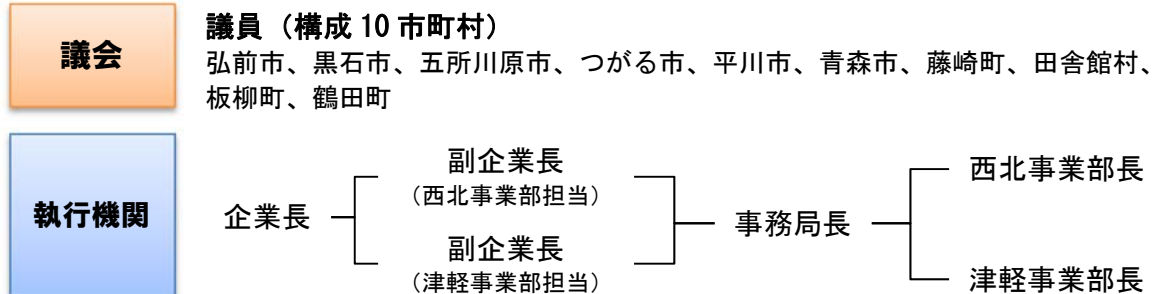 議会
議員（構成 10 市町村）
弘前市、黒石市、五所川原市、つがる市、平川市、青森市、藤崎町、田舎館村、
板柳町、鶴田町
執行機関
企業長
副企業長
（西北事業部担当）
副企業長
（津軽事業部担当）
事務局長
西北事業部長
津軽事業部長